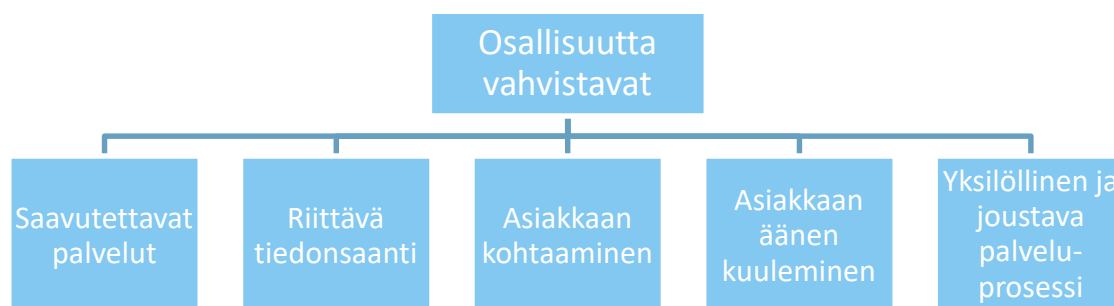 Osallisuutta
vahvistavat
Saavutettavat
palvelut
Riittävä
tiedonsaanti
Asiakkaan
kohtaaminen
Asiakkaan
äänen
kuuleminen
Yksilöllinen ja
joustava
palvelu-
prosessi